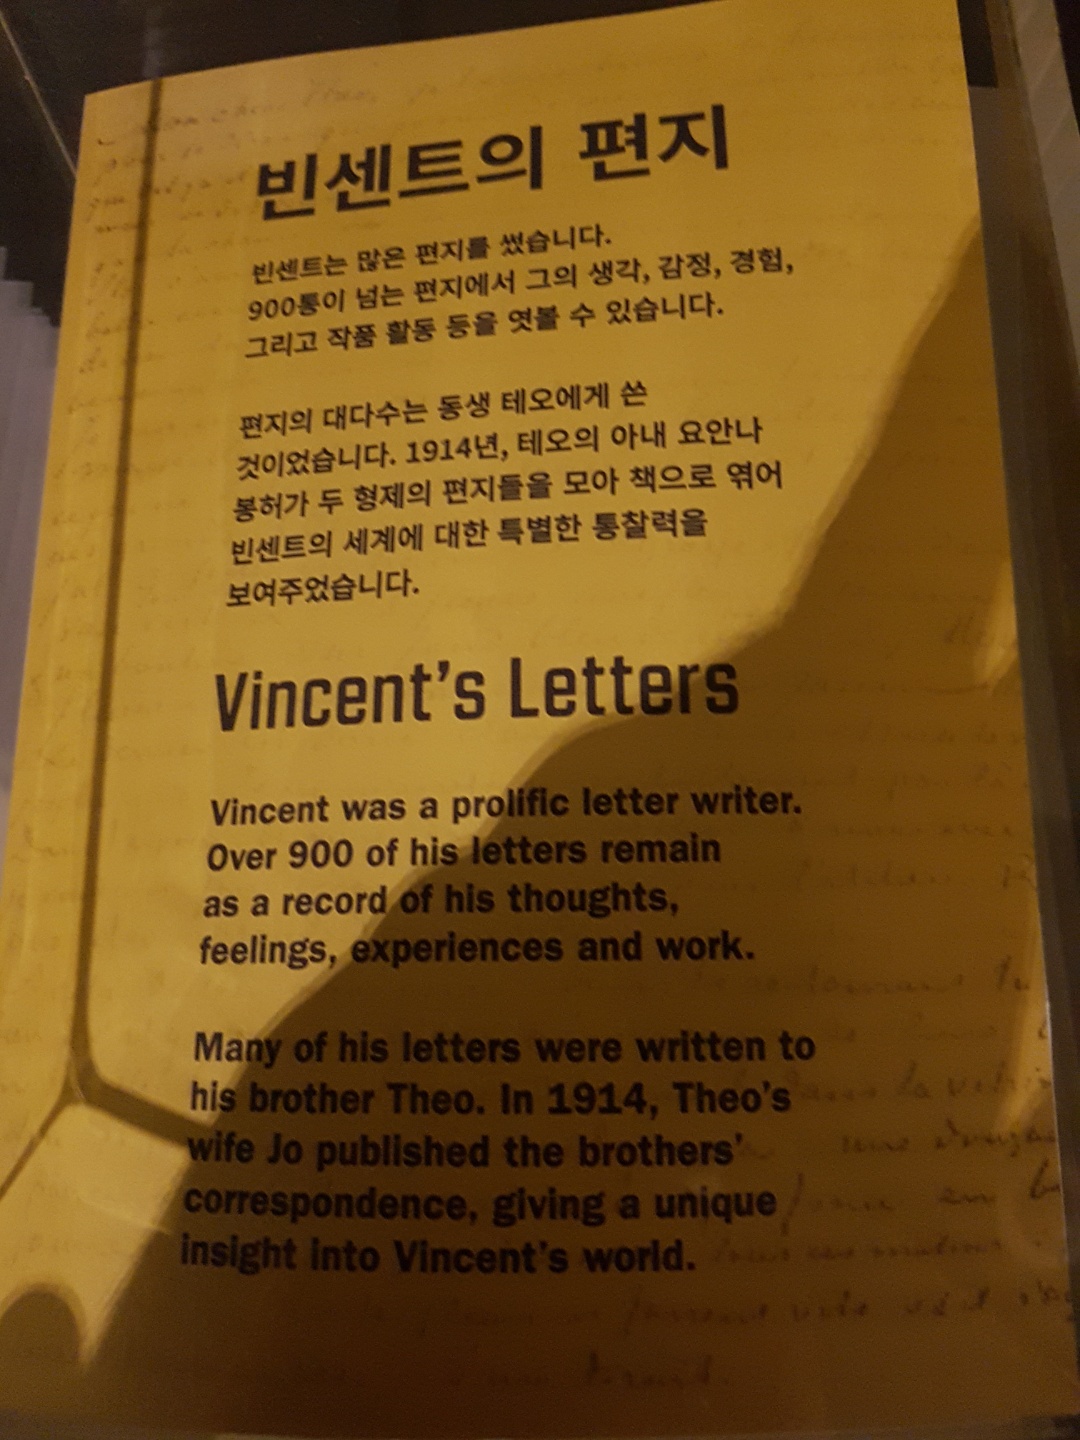 빈센트의 편지
빈센트는 많은 편지를 썼습니다.
900통이 넘는 편지에서 그의 생각, 감정, 경험,
그리고 작품 활동 등을 엿볼 수 있습니다.
편지의 대다수는 동생 테오에게 쓴
것이었습니다. 1914년, 테오의 아내 요안나
봉허가 두 형제의 편지들을 모아 책으로 엮어
빈센트의 세계에 대한 특별한 통찰력을
보여주었습니다.
Vincent's Letters
Vincent was a prolific letter writer.
Over 900 of his letters remain
as a record of his thoughts,
feelings, experiences and work.
Many of his letters were written to
his brother Theo. In 1914, Theo's
wife Jo published the brothers'
correspondence, giving a unique
insight into Vincent's world.